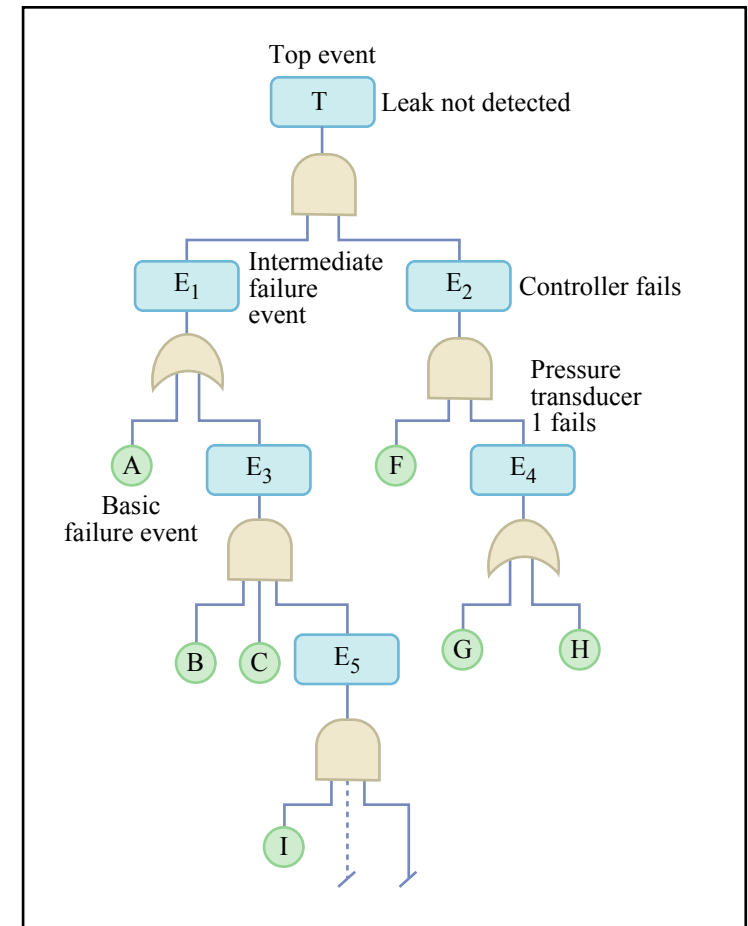 Top event
T
Leak not detected
E1
Intermediate
failure
event
E2
Controller fails
Pressure
transducer
1 fails
A
Basic
failure event
E3
F
E4
B
C
E5
G
H
I